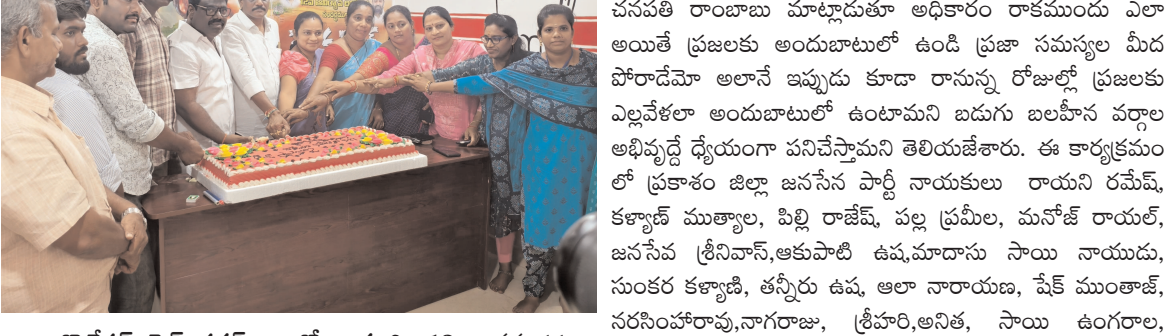 చనపతి రాంబాబు మాట్లాడుతూ అధికారం రాకముందు ఎలా
అయితే ప్రజలకు అందుబాటులో ఉండి ప్రజా సమస్యల మీద
పోరాడేమో అలానే ఇప్పుడు కూడా రానున్న రోజుల్లో ప్రజలకు
ఎల్లవేళలా అందుబాటులో ఉంటామని బడుగు బలహీన వర్గాల
అభివృద్దే ధ్యేయంగా పనిచేస్తామని తెలియజేశారు. ఈ కార్యక్రమం
లో ప్రకాశం జిల్లా జనసేన పార్టీ నాయకులు రాయని రమేష్,
కళ్యాణ్ ముత్యాల, పిల్లి రాజేష్, పల్ల ప్రమీల, మనోజ్ రాయల్,
జనసేవ శ్రీనివాస్,ఆకుపాటి ఉష,మాదాసు సాయి నాయుడు,
సుంకర కళ్యాణి, తన్నీరు ఉష, ఆలా నారాయణ, షేక్ ముంతాజ్,
నరసింహారావు,నాగరాజు, శ్రీహరి,అనిత, సాయి ఉంగరాల,